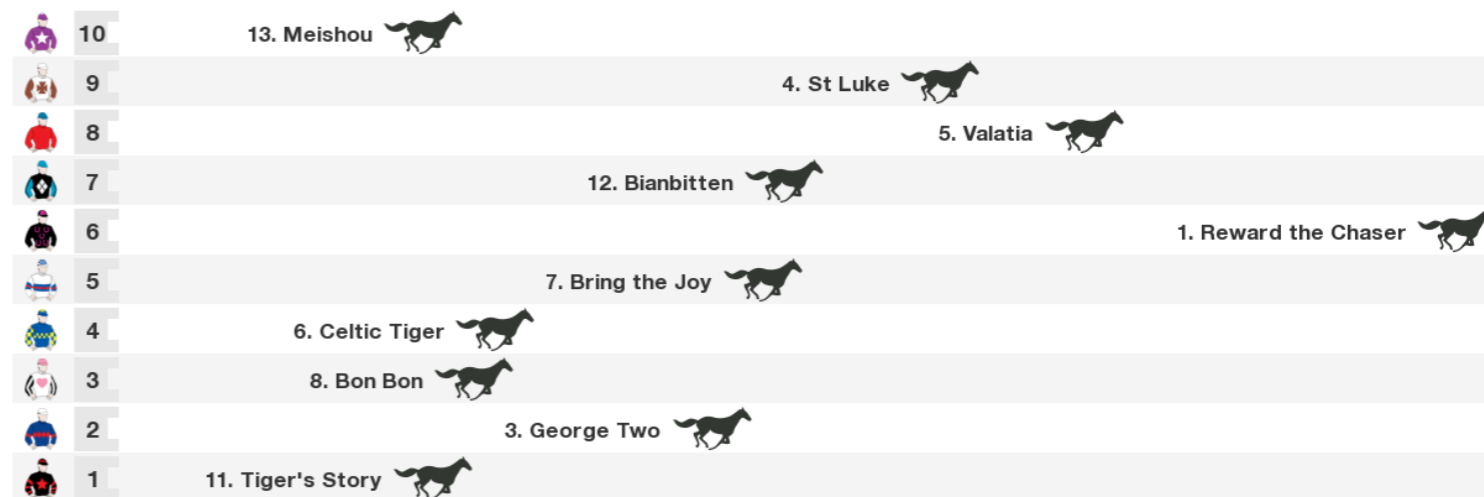 10 13. Meishou
9 4. St Luke
8 5. Valatia
7 12. Bianbitten
6 1. Reward the Chaser
5 7. Bring the Joy
4 6. Celtic Tiger
3 8. Bon Bon
2 3. George Two
1 11. Tiger's Story